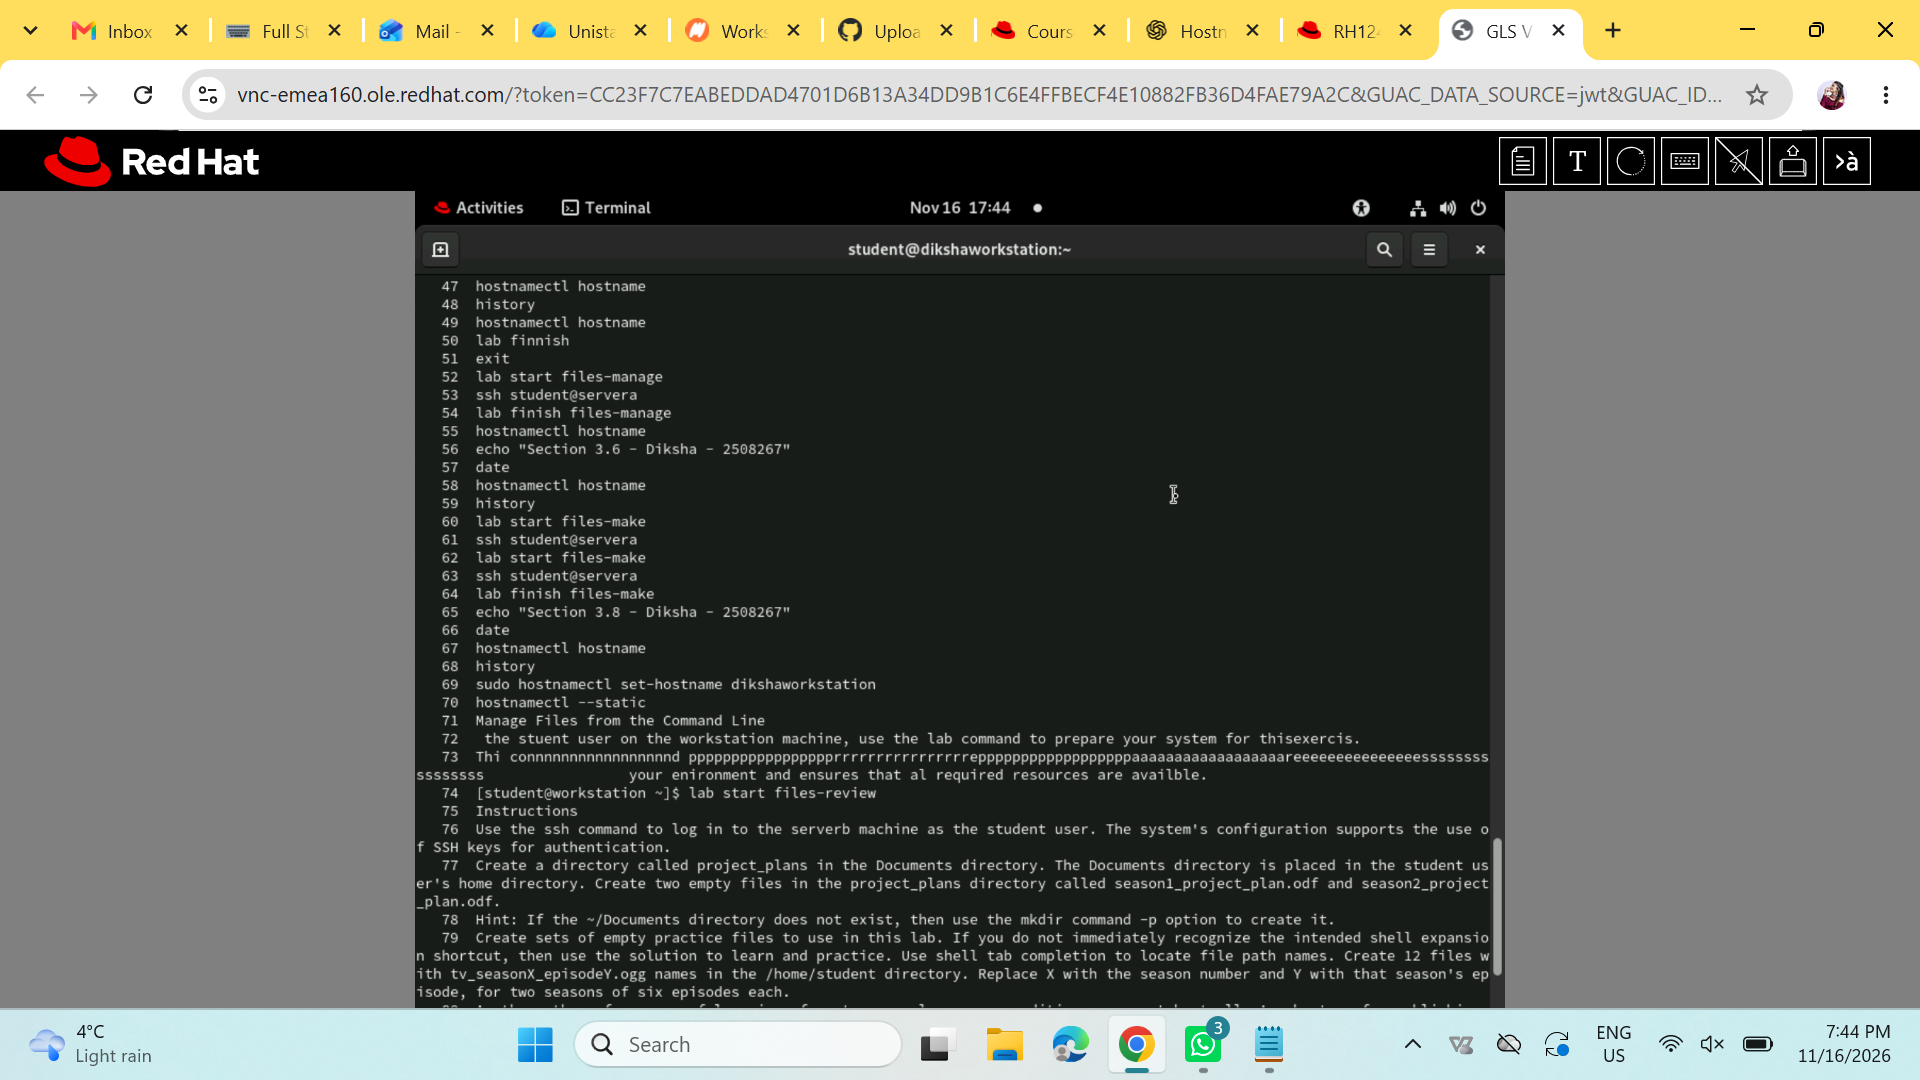 Inbox
Full S
Mail -
Unista
Works
Uploa
Cours
Hostn
RH124
GLS V
vnc-emea160.ole.redhat.com/?token=CC23F7C7EABEDDAD4701D6B13A34DD9B1C6E4FFBECF4E10882FB36D4FAE79A2C&GUAC_DATA_SOURCE=jwt&GUAC_ID...
Red Hat
T
>à
Activities
Terminal
Nov 16 17:44
student@dikshaworkstation:~
47 hostnamectl hostname
48 history
49 hostnamectl hostname
50 lab finnish
51 exit
52 lab start files-manage
53 ssh student@servera
54 lab finish files-manage
55 hostnamectl hostname
56 echo "Section 3.6 - Diksha - 2508267"
57 date
58 hostnamectl hostname
59 history
60 lab start files-make
61 ssh student@servera
62 lab start files-make
63 ssh student@servera
64 lab finish files-make
65 echo "Section 3.8 - Diksha - 2508267"
66 date
67 hostnamectl hostname
68 history
69 sudo hostnamectl set-hostname dikshaworkstation
70 hostnamectl --static
71 Manage Files from the Command Line
72 the stuent user on the workstation machine, use the lab command to prepare your system for thisexercis.
73 Thi connnnnnnnnnnnnnnnnnd pppppppppppppppppprrrrrrrrrrrrrrrreppppppppppppppppppaaaaaaaaaaaaaaaaaareeeeeeeeeeeeeeesssssssss
ssssssss your enironment and ensures that al required resources are availble.
74 [student@workstation ~]$ lab start files-review
75 Instructions
76 Use the ssh command to log in to the serverb machine as the student user. The system's configuration supports the use o
f SSH keys for authentication.
77 Create a directory called project_plans in the Documents directory. The Documents directory is placed in the student us
er's home directory. Create two empty files in the project_plans directory called season1_project_plan.odf and season2_project
_plan.odf.
78 Hint: If the ~/Documents directory does not exist, then use the mkdir command -p option to create it.
79 Create sets of empty practice files to use in this lab. If you do not immediately recognize the intended shell expansio
n shortcut, then use the solution to learn and practice. Use shell tab completion to locate file path names. Create 12 files w
ith tv_seasonX_episodeY.ogg names in the /home/student directory. Replace X with the season number and Y with that season's ep
isode, for two seasons of six episodes each.
4°C
Light rain
Search
3
ENG
US
7:44 PM
11/16/2026